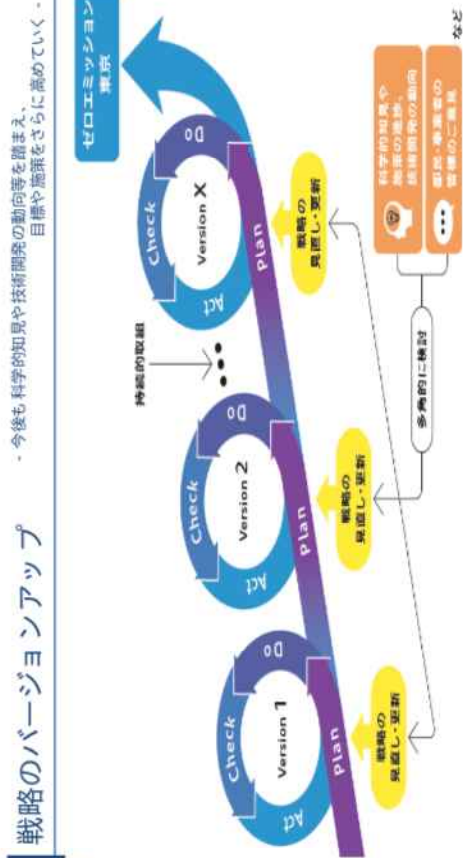 戦略のバージョンアップ
- 今後も 科学的知見や 技術開発の動向等を踏まえ、
目標や施策をさらに高めていく -
ゼロエミッション
東京
持続的取組
Check
Do
Act
Version 1
Plan
Check
Do
Act
Version 2
Plan
Check
Do
Act
Version X
Plan
戦略の
見直し・更新
戦略の
見直し・更新
戦略の
見直し・更新
多角的に検討
科学的知見や
施策の進捗、
技術開発の動向
都民・事業者の
皆様のご意見
など